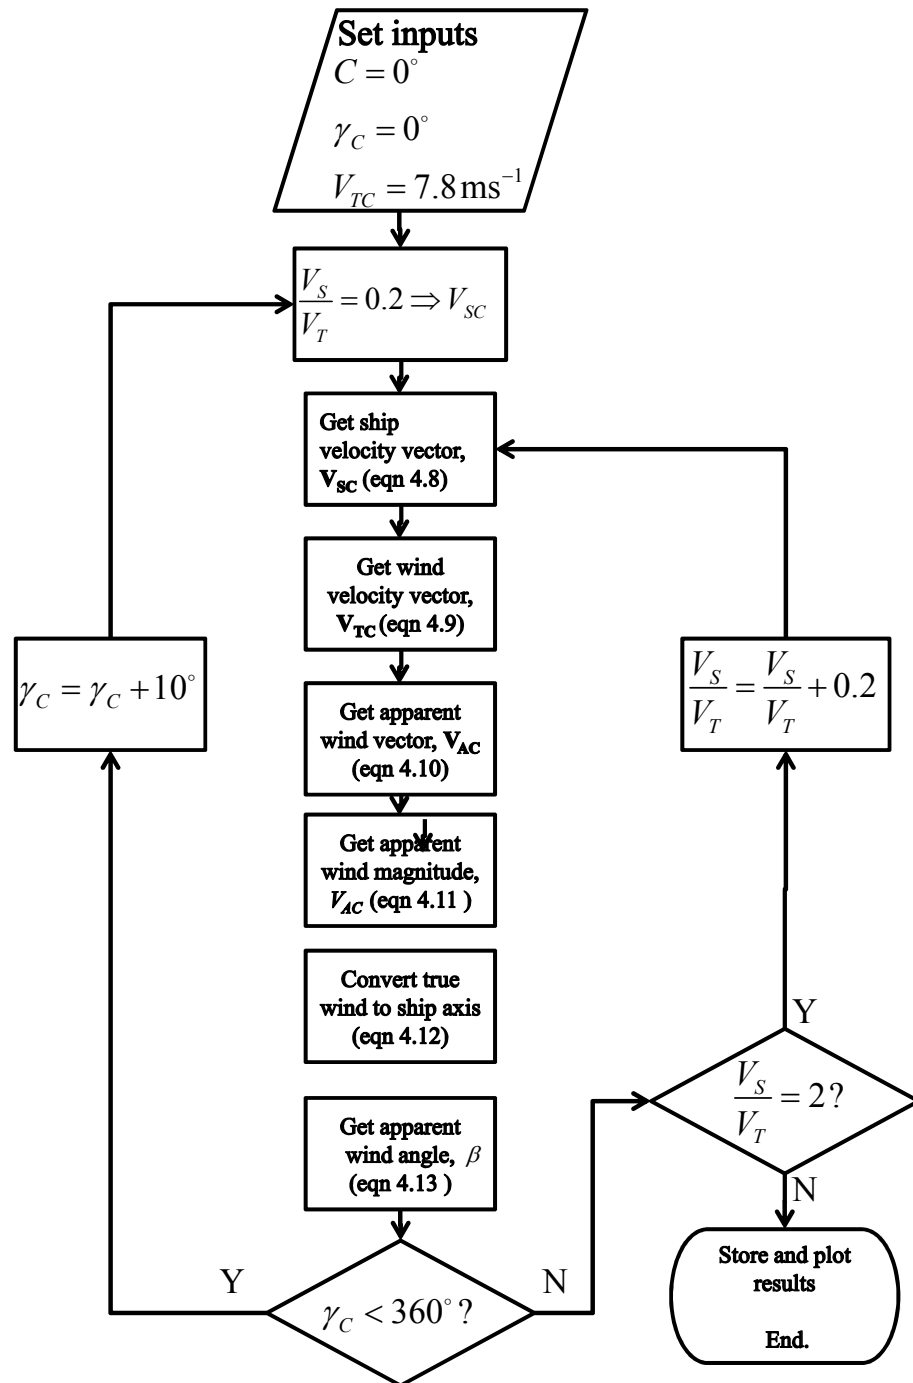 Set inputs
C = 0°
γ_C = 0°
V_TC = 7.8 ms⁻¹
V_S / V_T = 0.2 ⇒ V_SC
Get ship
velocity vector,
V_SC (eqn 4.8)
Get wind
velocity vector,
V_TC (eqn 4.9)
Get apparent
wind vector, V_AC
(eqn 4.10)
Get apparent
wind magnitude,
V_AC (eqn 4.11 )
Convert true
wind to ship axis
(eqn 4.12)
Get apparent
wind angle, β
(eqn 4.13 )
γ_C < 360° ?
Y
N
γ_C = γ_C + 10°
V_S / V_T = 2 ?
Y
N
V_S / V_T = V_S / V_T + 0.2
Store and plot
results
End.